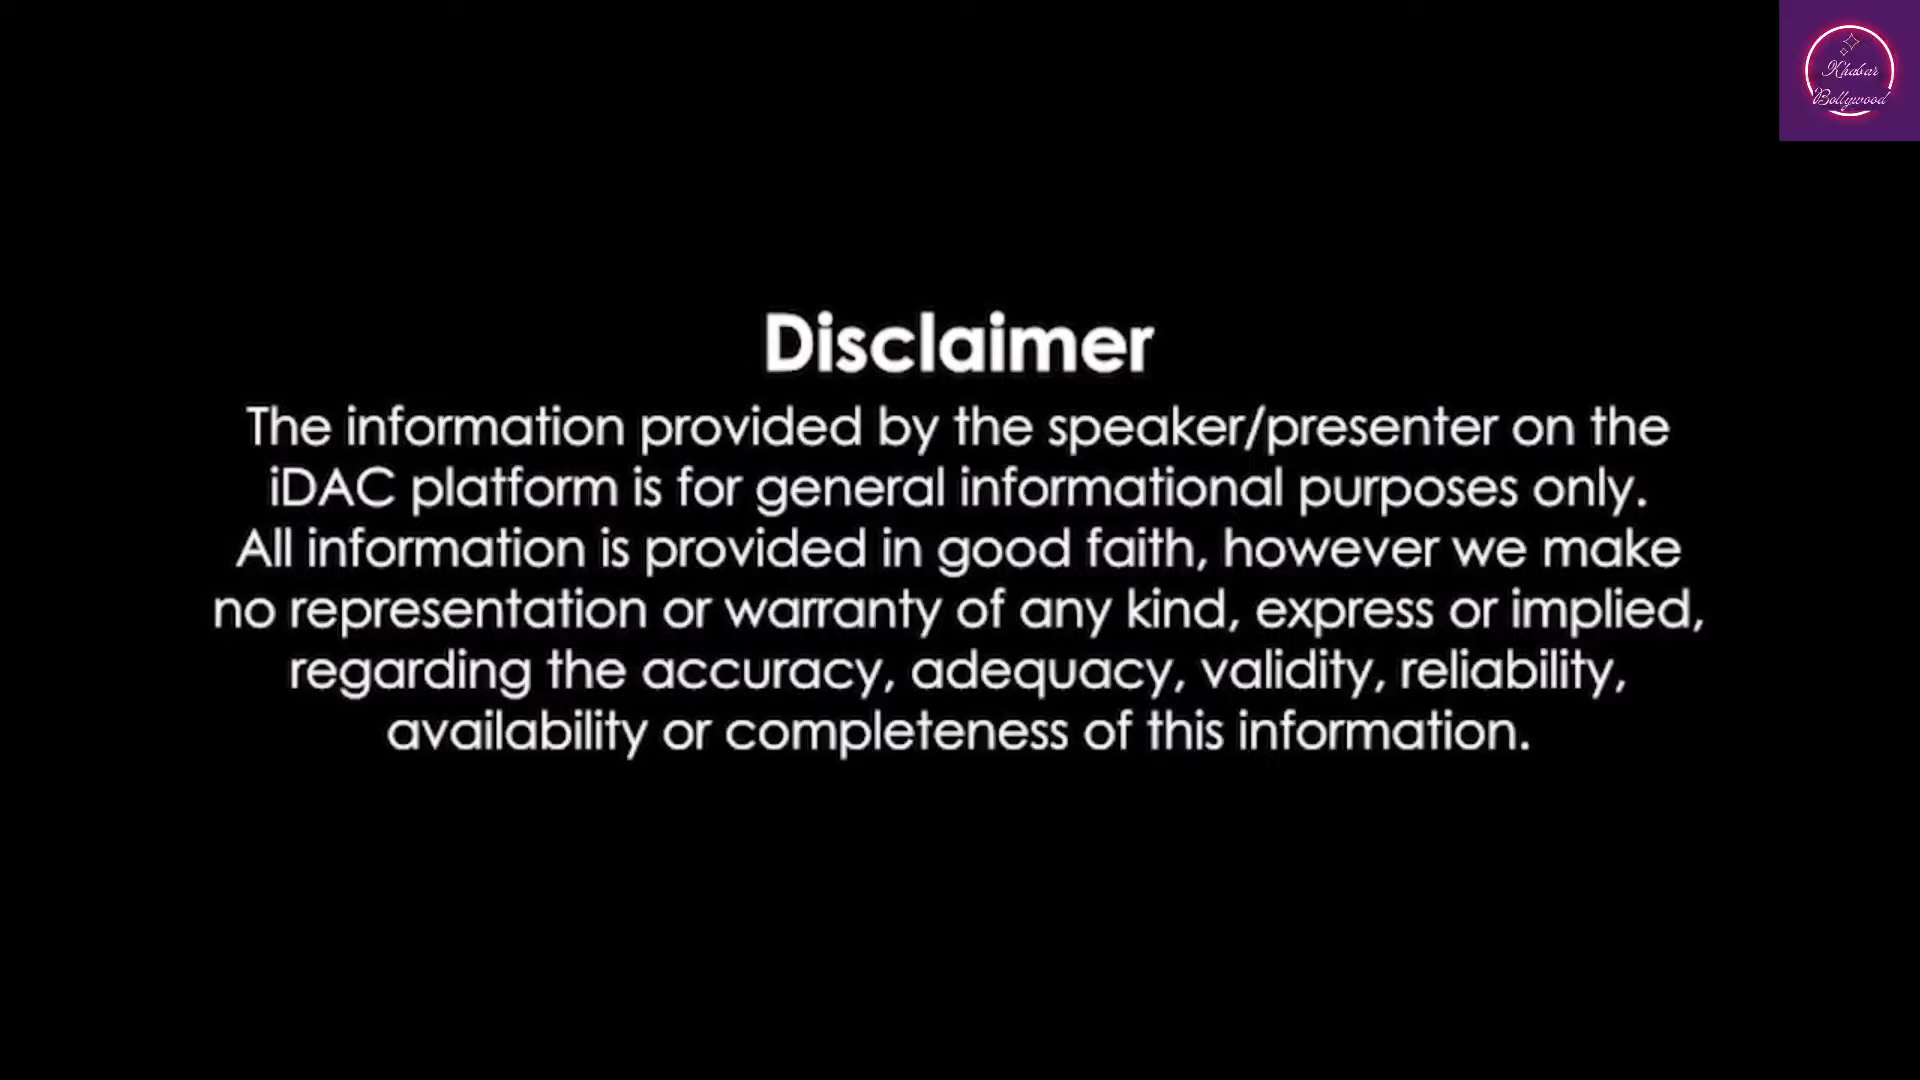 Khabar
Bollywood
Disclaimer
The information provided by the speaker/presenter on the
iDAC platform is for general informational purposes only.
All information is provided in good faith, however we make
no representation or warranty of any kind, express or implied,
regarding the accuracy, adequacy, validity, reliability,
availability or completeness of this information.